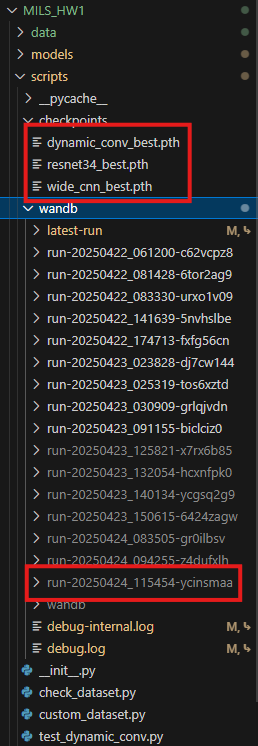 MILS_HW1
data
models
scripts
__pycache__
checkpoints
dynamic_conv_best.pth
resnet34_best.pth
wide_cnn_best.pth
wandb
latest-run M,
run-20250422_061200-c62vcpz8
run-20250422_081428-6tor2ag9
run-20250422_083330-urxo1v09
run-20250422_141639-5nvhslbe
run-20250422_174713-fxfg56cn
run-20250423_023828-dj7cw144
run-20250423_025319-tos6xztd
run-20250423_030909-grlqjvdn
run-20250423_091155-biclciz0
run-20250423_125821-x7rx6b85
run-20250423_132054-hcxnfpk0
run-20250423_140134-ycgsq2g9
run-20250423_150615-6424zagw
run-20250424_083505-gr0ilbsv
run-20250424_094255-z4dufxlh
run-20250424_115454-ycinsmaa
wandb
debug-internal.log M,
debug.log M,
__init__.py
check_dataset.py
custom_dataset.py
test_dynamic_conv.py